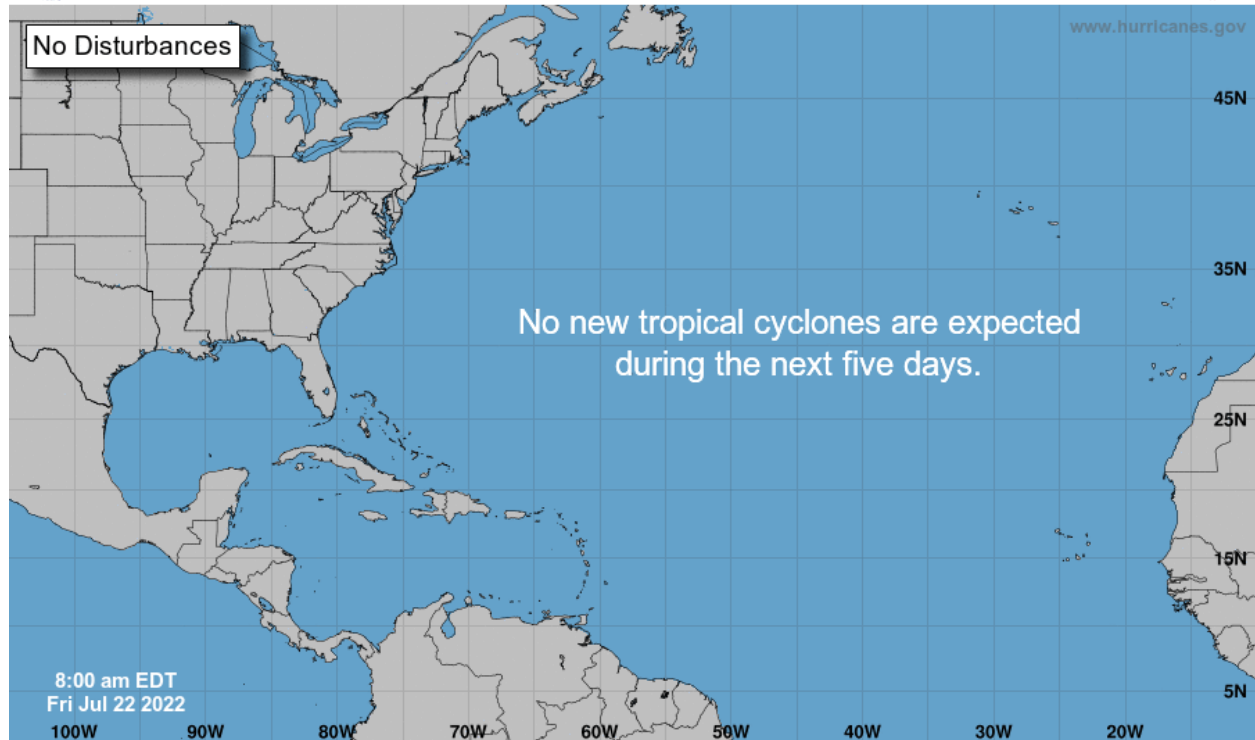 No Disturbances
www.hurricanes.gov
45N
35N
No new tropical cyclones are expected
during the next five days.
25N
15N
8:00 am EDT
Fri Jul 22 2022
5N
100W 90W 80W 70W 60W 50W 40W 30W 20W